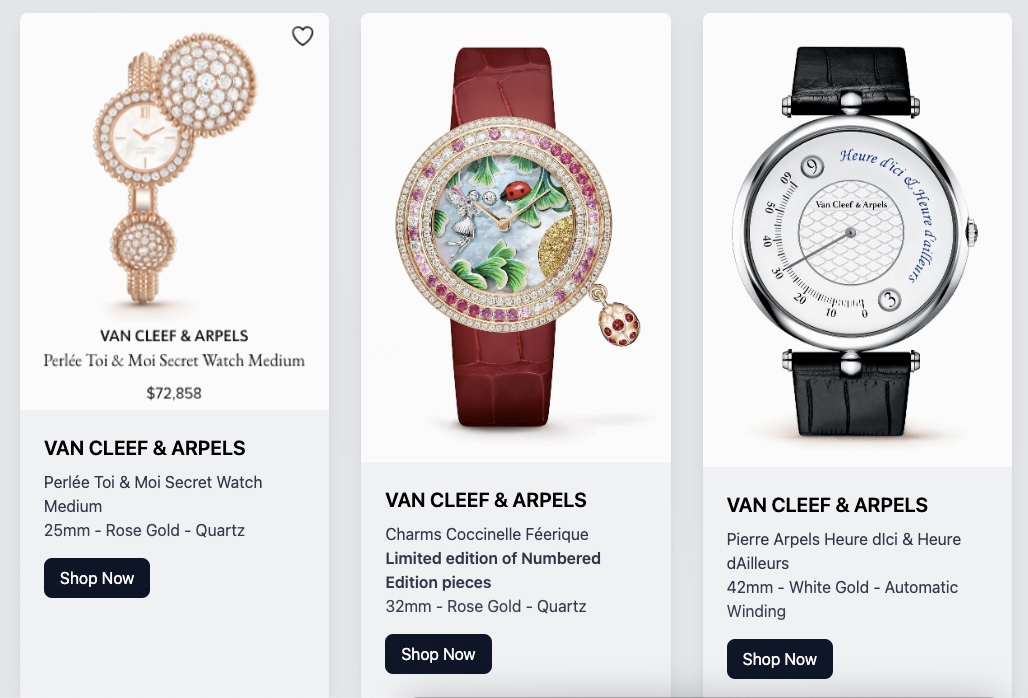 VAN CLEEF & ARPELS
Perlée Toi & Moi Secret Watch Medium
$72,858
VAN CLEEF & ARPELS
Perlée Toi & Moi Secret Watch
Medium
25mm - Rose Gold - Quartz
Shop Now
VAN CLEEF & ARPELS
Charms Coccinelle Féerique
Limited edition of Numbered
Edition pieces
32mm - Rose Gold - Quartz
Shop Now
Heure d'ici & Heure d'ailleurs
Van Cleef & Arpels
9
60
50
40
30
20
10
0
3
VAN CLEEF & ARPELS
Pierre Arpels Heure dIci & Heure
dAilleurs
42mm - White Gold - Automatic
Winding
Shop Now